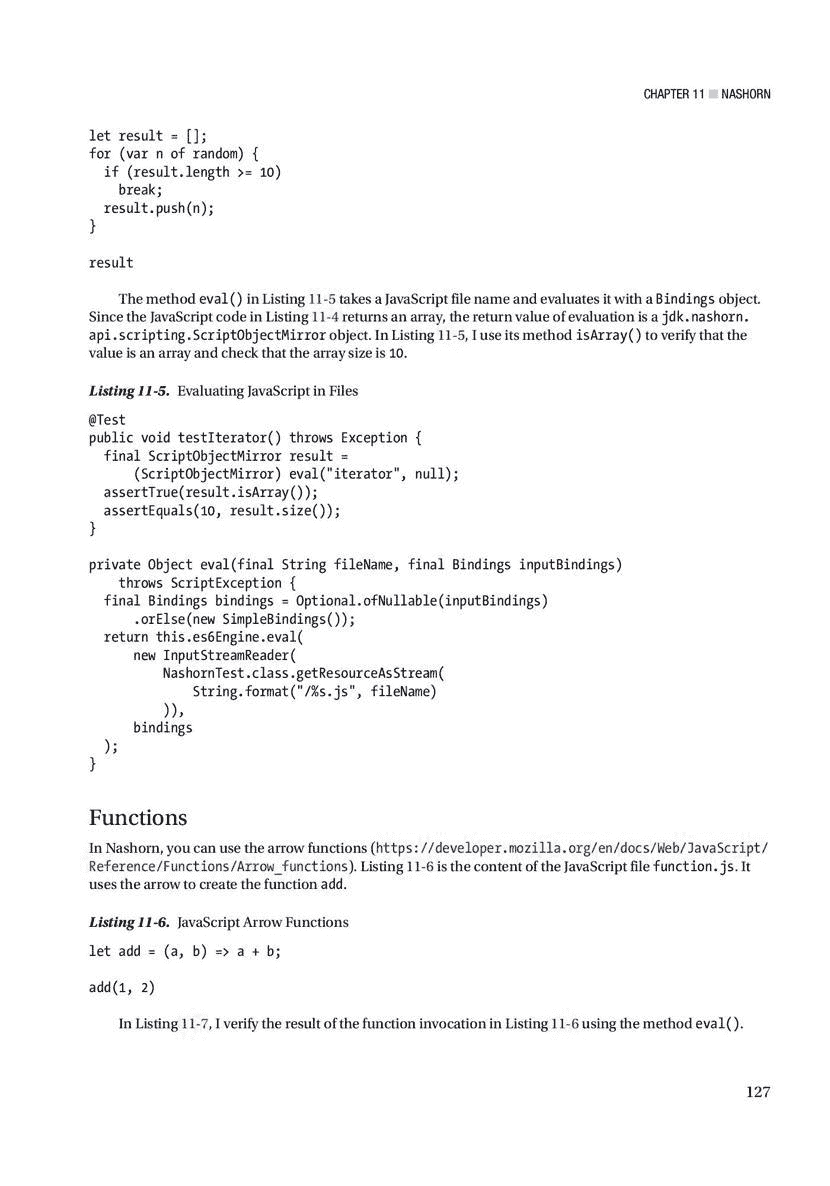 CHAPTER 11 ■ NASHORN
let result = [];
for (var n of random) {
  if (result.length >= 10)
    break;
  result.push(n);
}
result
The method eval() in Listing 11-5 takes a JavaScript file name and evaluates it with a Bindings object.
Since the JavaScript code in Listing 11-4 returns an array, the return value of evaluation is a jdk.nashorn.
api.scripting.ScriptObjectMirror object. In Listing 11-5, I use its method isArray() to verify that the
value is an array and check that the array size is 10.
Listing 11-5. Evaluating JavaScript in Files
@Test
public void testIterator() throws Exception {
  final ScriptObjectMirror result =
      (ScriptObjectMirror) eval("iterator", null);
  assertTrue(result.isArray());
  assertEquals(10, result.size());
}
private Object eval(final String fileName, final Bindings inputBindings)
    throws ScriptException {
  final Bindings bindings = Optional.ofNullable(inputBindings)
      .orElse(new SimpleBindings());
  return this.es6Engine.eval(
      new InputStreamReader(
          NashornTest.class.getResourceAsStream(
              String.format("/%s.js", fileName)
          )),
      bindings
  );
}
Functions
In Nashorn, you can use the arrow functions (https://developer.mozilla.org/en/docs/Web/JavaScript/
Reference/Functions/Arrow_functions). Listing 11-6 is the content of the JavaScript file function.js. It
uses the arrow to create the function add.
Listing 11-6. JavaScript Arrow Functions
let add = (a, b) => a + b;
add(1, 2)
In Listing 11-7, I verify the result of the function invocation in Listing 11-6 using the method eval().
127